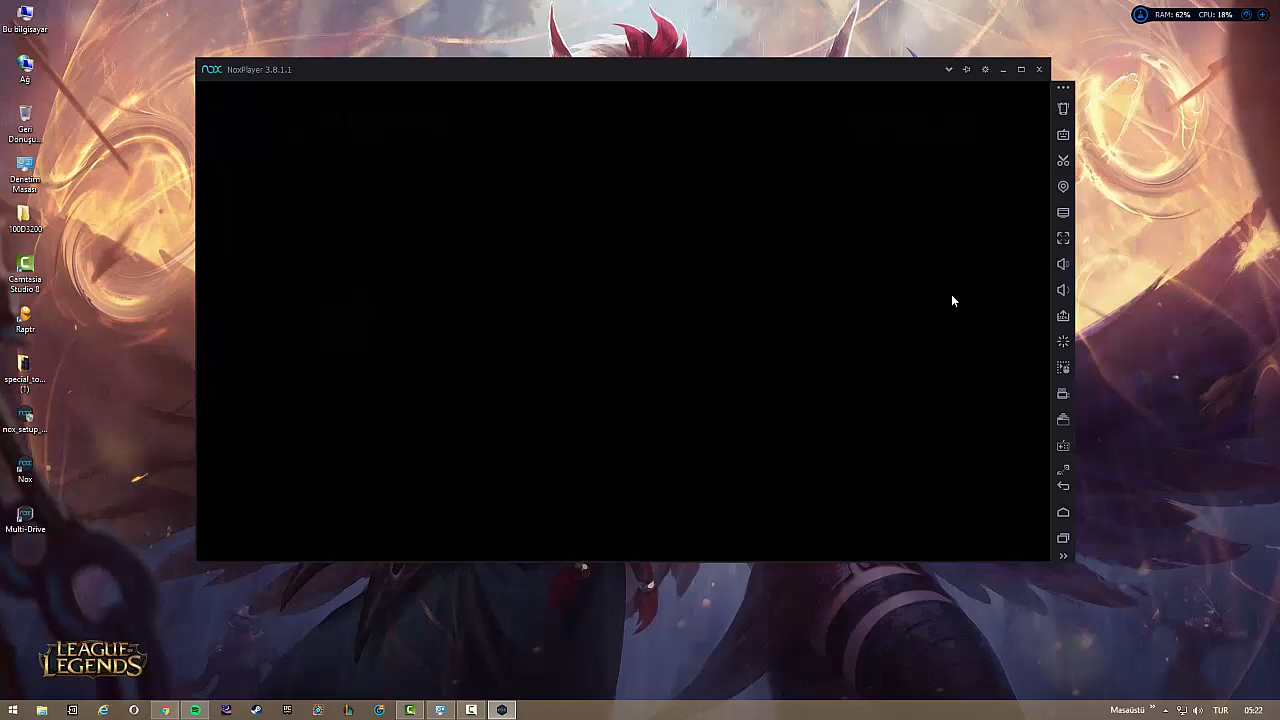 Bu bilgisayar
Ağ
Geri
Dönüşü...
Denetim
Masası
100D3200
Camtasia
Studio 8
Raptr
special_to...
(1)
nox_setup_...
Nox
Multi-Drive
nox NoxPlayer 3.8.1.1
RAM: 62% CPU: 18%
LEAGUE OF
LEGENDS
Masaüstü
TUR
05:22